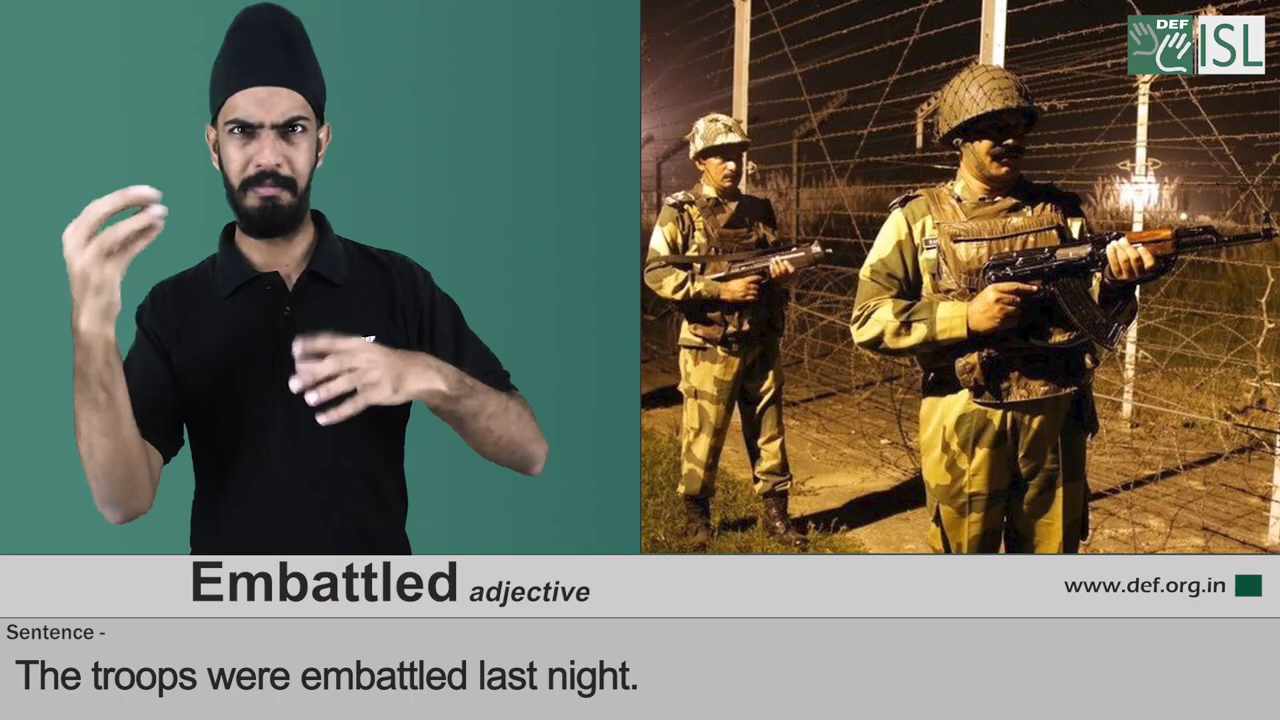 DEF
ISL
Embattled adjective
www.def.org.in
Sentence -
The troops were embattled last night.